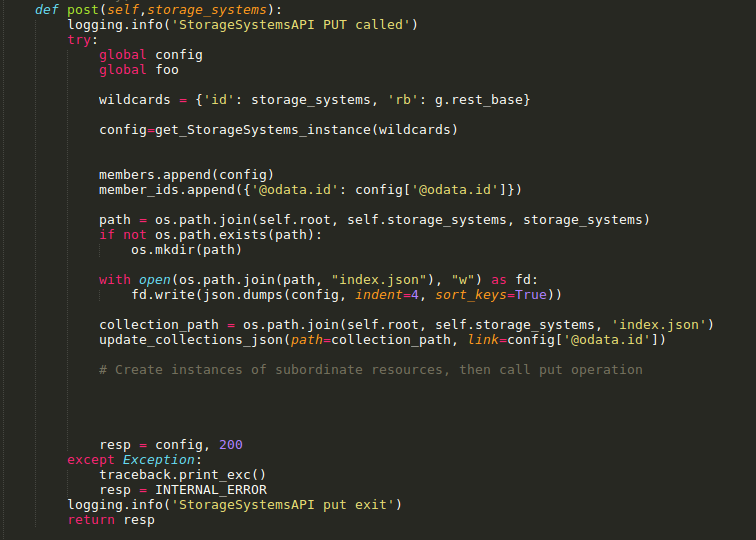 def post(self,storage_systems):
logging.info('StorageSystemsAPI PUT called')
try:
global config
global foo
wildcards = {'id': storage_systems, 'rb': g.rest_base}
config=get_StorageSystems_instance(wildcards)
members.append(config)
member_ids.append({'@odata.id': config['@odata.id']})
path = os.path.join(self.root, self.storage_systems, storage_systems)
if not os.path.exists(path):
os.mkdir(path)
with open(os.path.join(path, "index.json"), "w") as fd:
fd.write(json.dumps(config, indent=4, sort_keys=True))
collection_path = os.path.join(self.root, self.storage_systems, 'index.json')
update_collections_json(path=collection_path, link=config['@odata.id'])
# Create instances of subordinate resources, then call put operation
resp = config, 200
except Exception:
traceback.print_exc()
resp = INTERNAL_ERROR
logging.info('StorageSystemsAPI put exit')
return resp